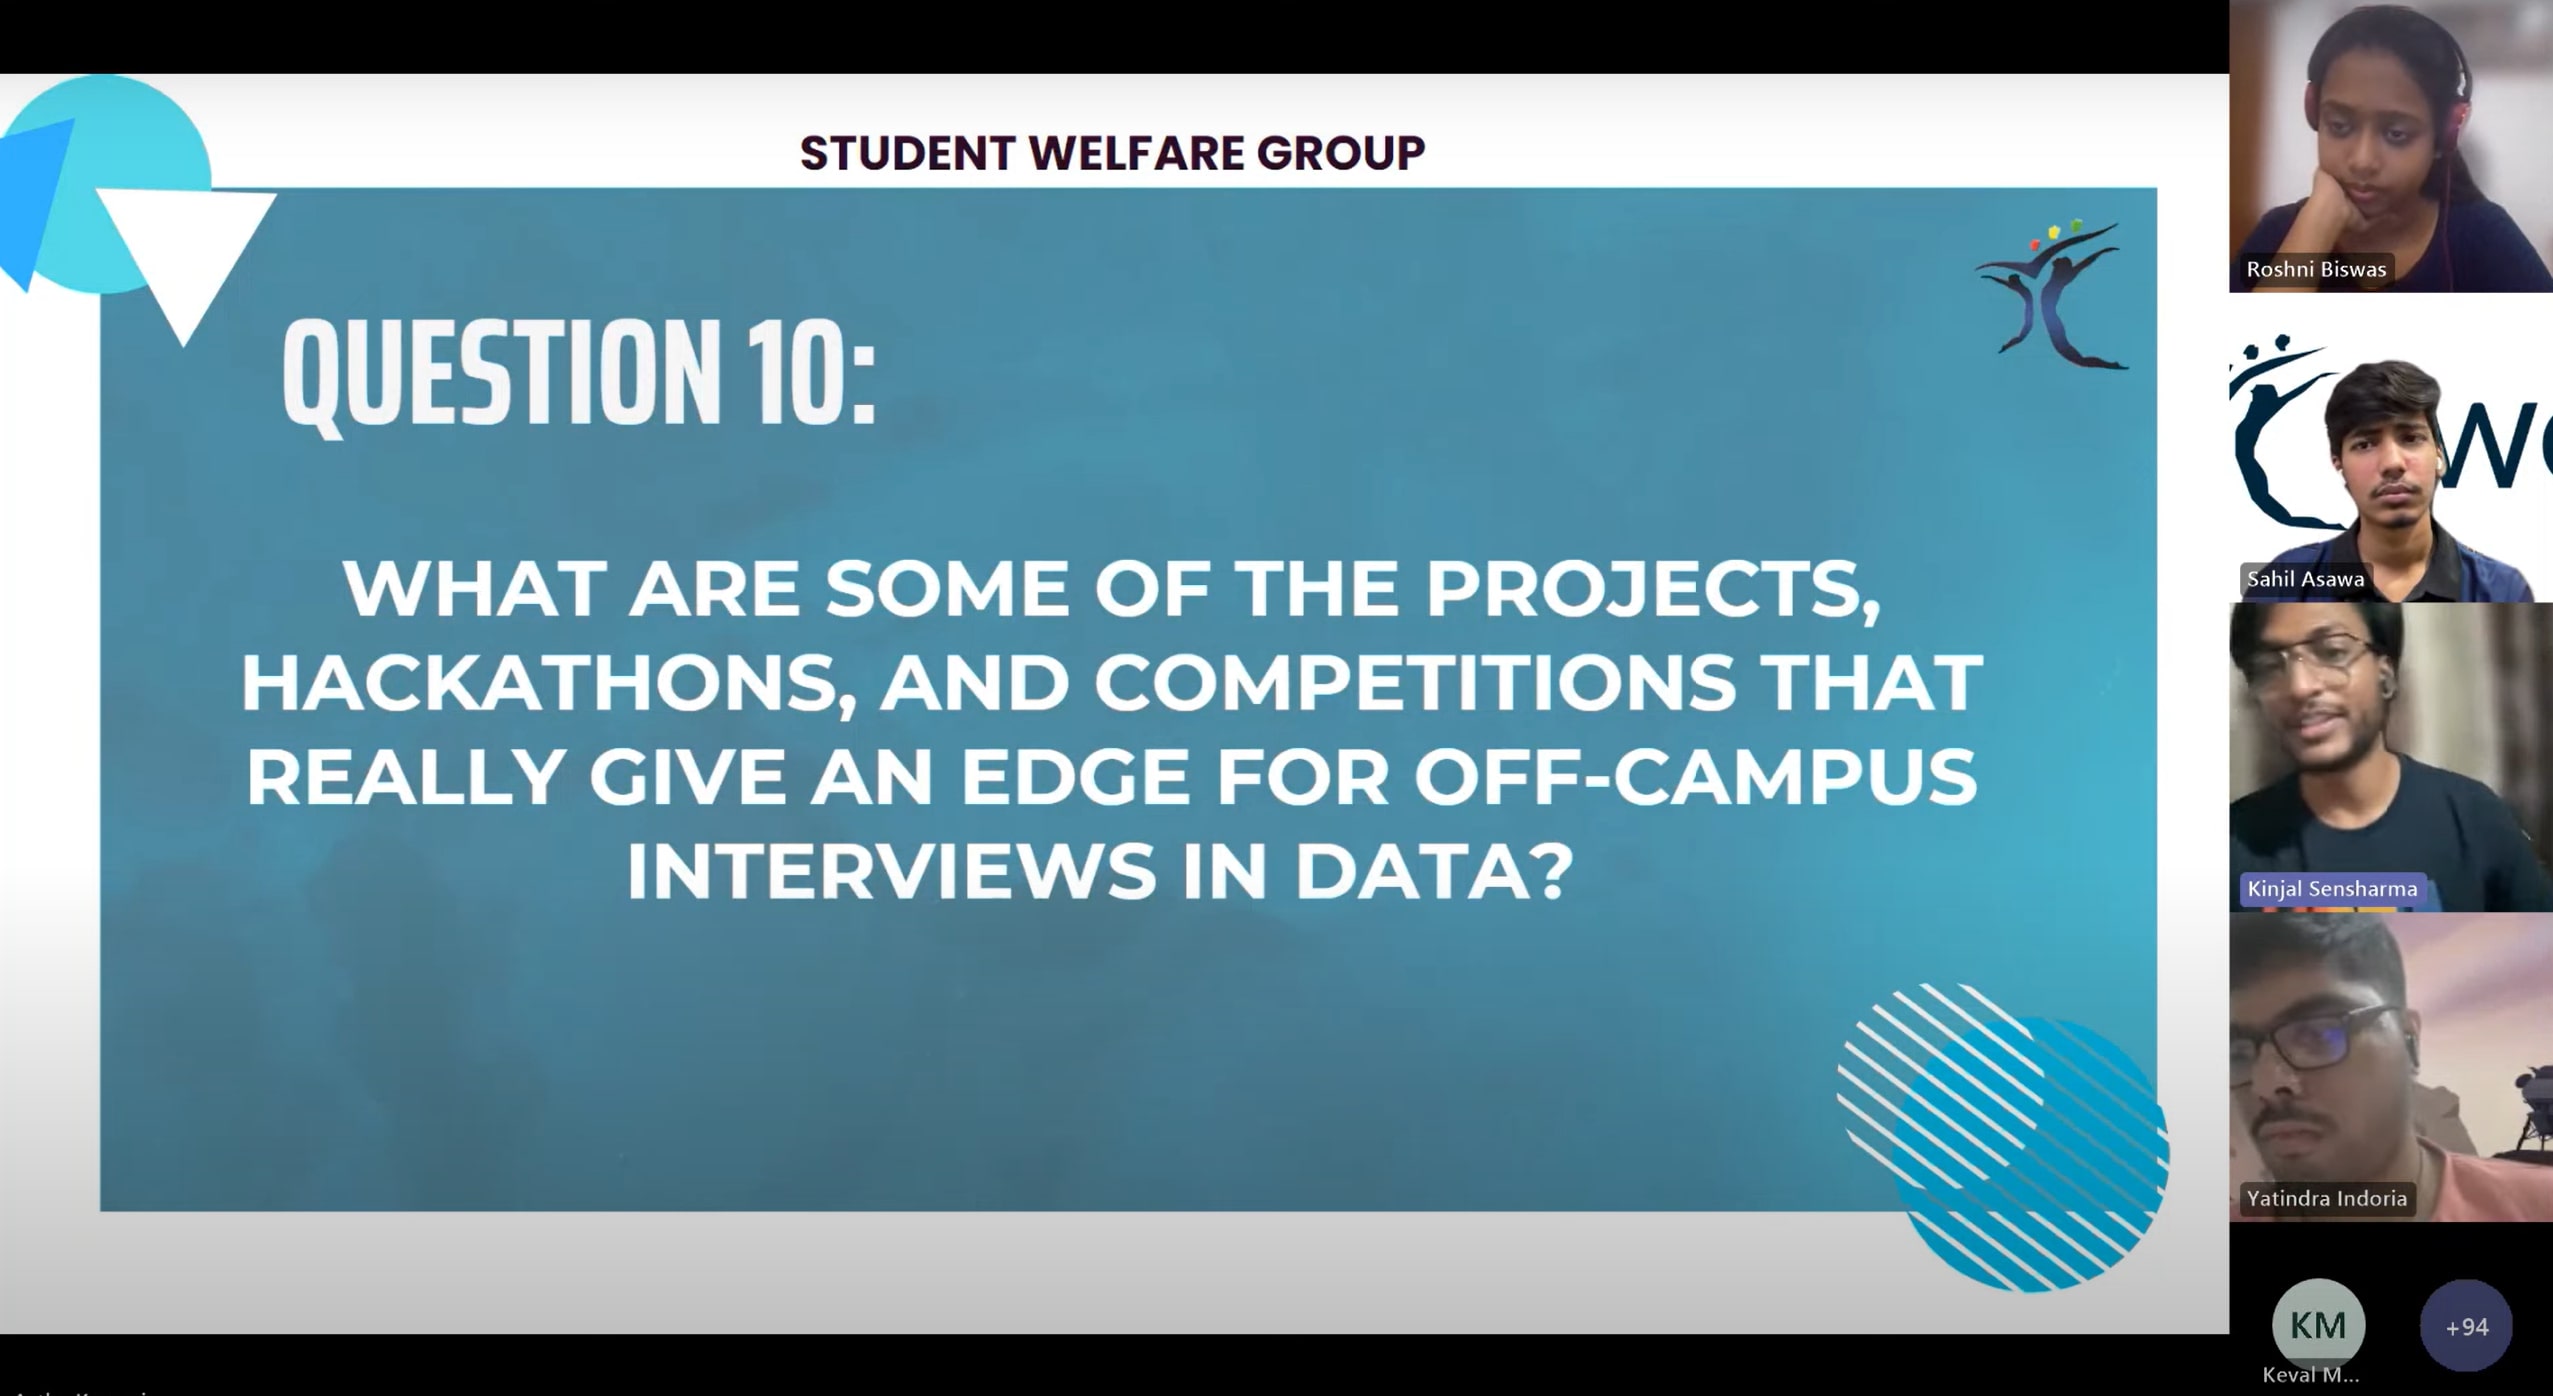 STUDENT WELFARE GROUP
QUESTION 10:
WHAT ARE SOME OF THE PROJECTS,
HACKATHONS, AND COMPETITIONS THAT
REALLY GIVE AN EDGE FOR OFF-CAMPUS
INTERVIEWS IN DATA?
Roshni Biswas
Sahil Asawa
Kinjal Sensharma
Yatindra Indoria
KM
+94
Keval M...